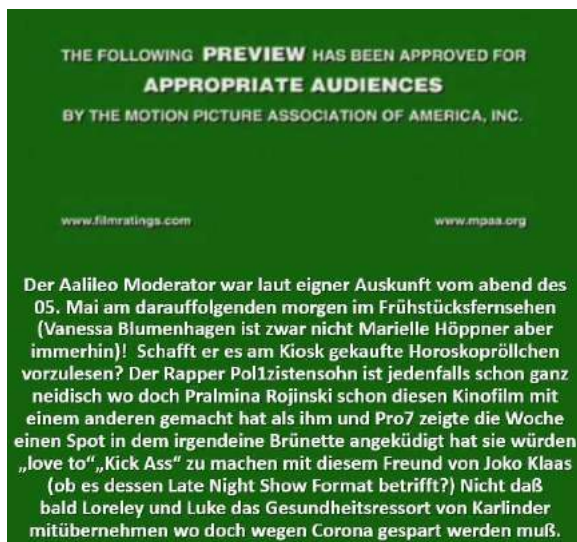 THE FOLLOWING PREVIEW HAS BEEN APPROVED FOR
APPROPRIATE AUDIENCES
BY THE MOTION PICTURE ASSOCIATION OF AMERICA, INC.
www.filmratings.com www.mpaa.org
Der Aalileo Moderator war laut eigner Auskunft vom abend des
05. Mai am darauffolgenden morgen im Frühstücksfernsehen
(Vanessa Blumenhagen ist zwar nicht Marielle Höppner aber
immerhin)! Schafft er es am Kiosk gekaufte Horoskopröllchen
vorzulesen? Der Rapper Pol1zistensohn ist jedenfalls schon ganz
neidisch wo doch Pralmina Rojinski schon diesen Kinofilm mit
einem anderen gemacht hat als ihm und Pro7 zeigte die Woche
einen Spot in dem irgendeine Brünette angeküdigt hat sie würden
„love to“„Kick Ass“ zu machen mit diesem Freund von Joko Klaas
(ob es dessen Late Night Show Format betrifft?) Nicht daß
bald Loreley und Luke das Gesundheitsressort von Karlinder
mitübernehmen wo doch wegen Corona gespart werden muß.